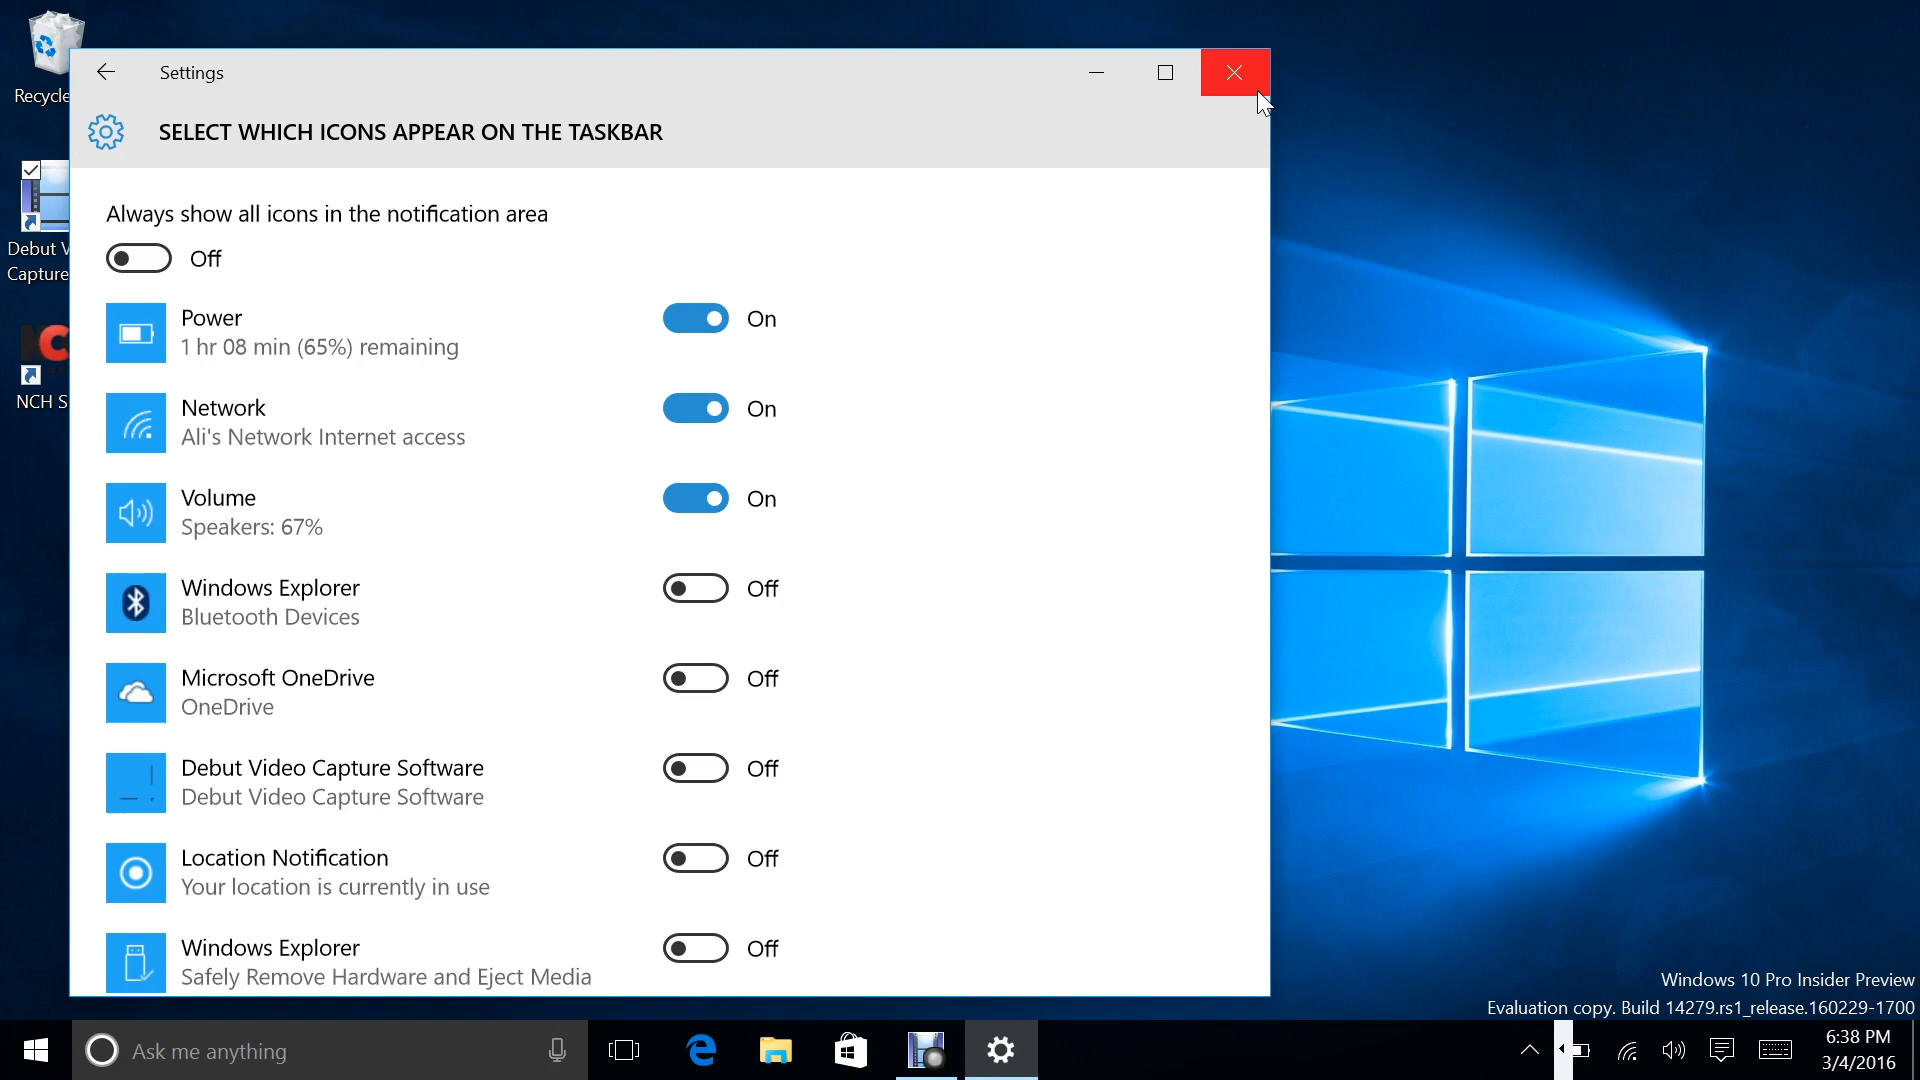 Recycle
Settings
SELECT WHICH ICONS APPEAR ON THE TASKBAR
Debut V
Capture
NCH S
Always show all icons in the notification area
Off
Power
On
1 hr 08 min (65%) remaining
Network
On
Ali's Network Internet access
Volume
On
Speakers: 67%
Windows Explorer
Off
Bluetooth Devices
Microsoft OneDrive
Off
OneDrive
Debut Video Capture Software
Off
Debut Video Capture Software
Location Notification
Off
Your location is currently in use
Windows Explorer
Off
Safely Remove Hardware and Eject Media
Windows 10 Pro Insider Preview
Evaluation copy. Build 14279.rs1_release.160229-1700
Ask me anything
6:38 PM
3/4/2016